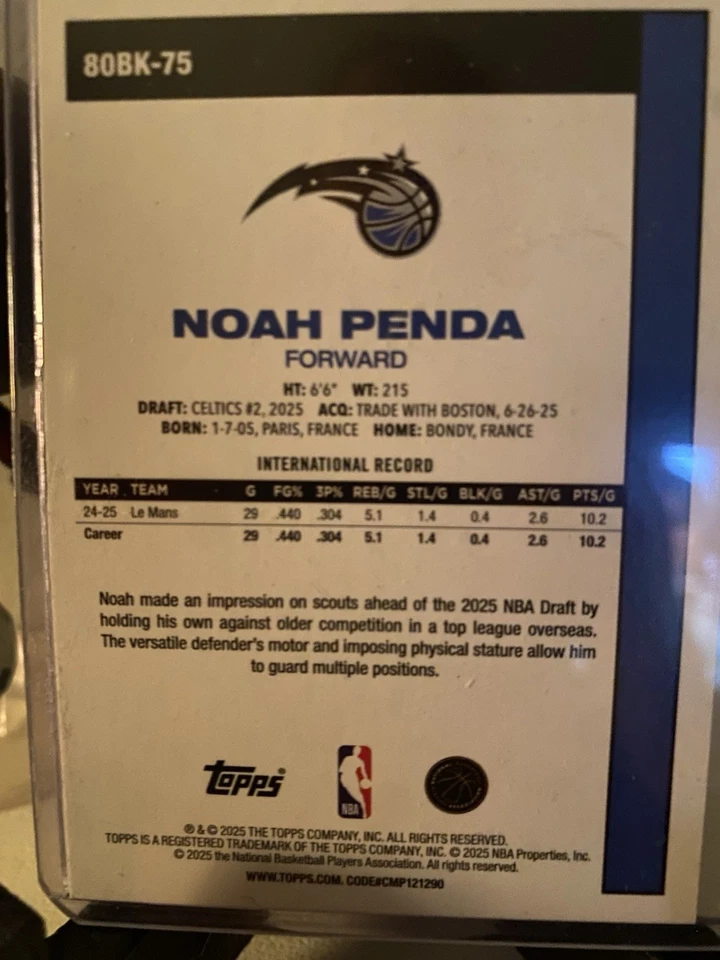 80BK-75
NOAH PENDA
FORWARD
HT: 6'6" WT: 215
DRAFT: CELTICS #2, 2025 ACQ: TRADE WITH BOSTON, 6-26-25
BORN: 1-7-05, PARIS, FRANCE HOME: BONDY, FRANCE
INTERNATIONAL RECORD
YEAR TEAM G FG% 3P% REB/G STL/G BLK/G AST/G PTS/G
24-25 Le Mans 29 .440 .304 5.1 1.4 0.4 2.6 10.2
Career 29 .440 .304 5.1 1.4 0.4 2.6 10.2
Noah made an impression on scouts ahead of the 2025 NBA Draft by
holding his own against older competition in a top league overseas.
The versatile defender's motor and imposing physical stature allow him
to guard multiple positions.
Topps®
NBA
® & © 2025 THE TOPPS COMPANY, INC. ALL RIGHTS RESERVED.
TOPPS IS A REGISTERED TRADEMARK OF THE TOPPS COMPANY, INC. © 2025 NBA Properties, Inc.
© 2025 the National Basketball Players Association. All rights reserved.
WWW.TOPPS.COM. CODE#CMP121290